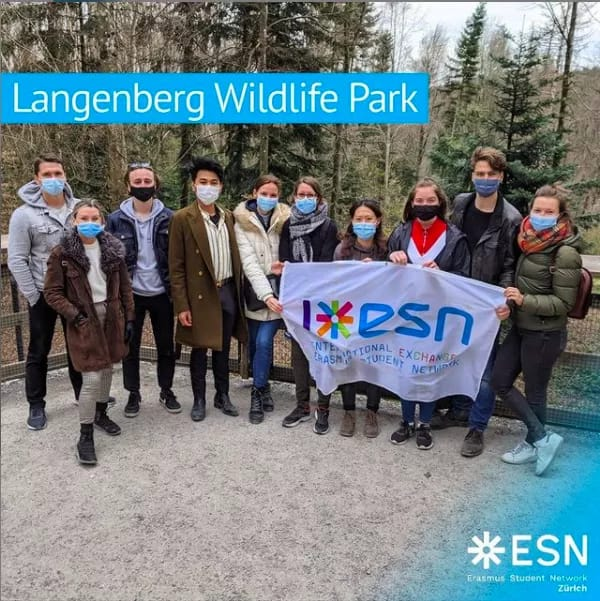 Langenberg Wildlife Park
I esn
INTERNATIONAL EXCHANGE
ERASMUS STUDENT NETWORK
ESN
Erasmus Student Network
Zürich